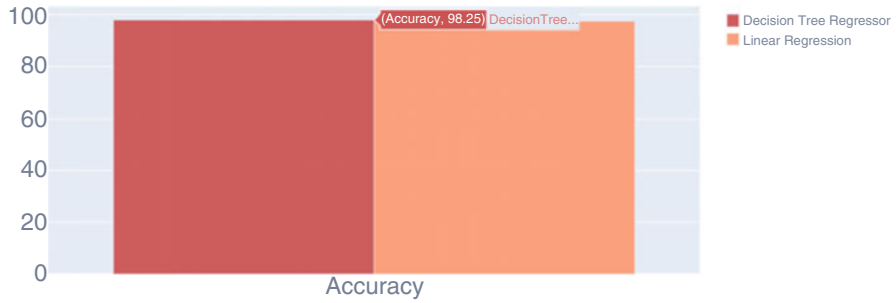 100
80
60
40
20
0
(Accuracy, 98.25) DecisionTree...
Accuracy
Decision Tree Regressor
Linear Regression